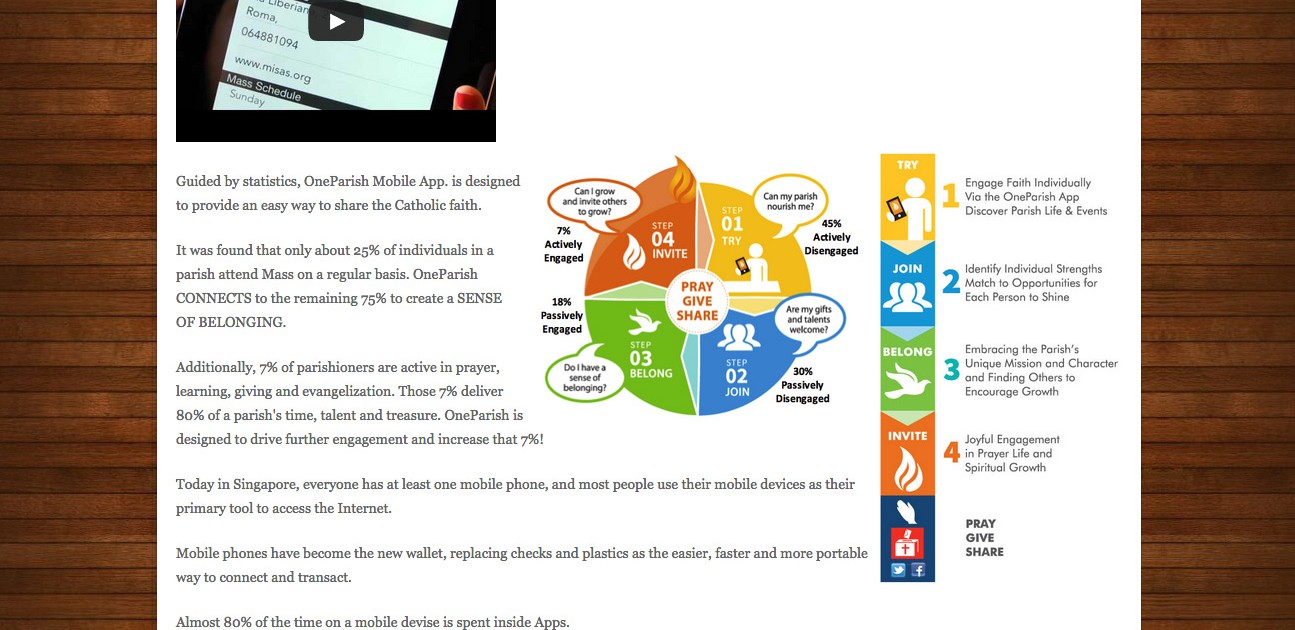 Liberian
Roma,
064881094
www.misas.org
Mass Schedule
Sunday
Guided by statistics, OneParish Mobile App. is designed
to provide an easy way to share the Catholic faith.
It was found that only about 25% of individuals in a
parish attend Mass on a regular basis. OneParish
CONNECTS to the remaining 75% to create a SENSE
OF BELONGING.
Additionally, 7% of parishioners are active in prayer,
learning, giving and evangelization. Those 7% deliver
80% of a parish's time, talent and treasure. OneParish is
designed to drive further engagement and increase that 7%!
Today in Singapore, everyone has at least one mobile phone, and most people use their mobile devices as their
primary tool to access the Internet.
Mobile phones have become the new wallet, replacing checks and plastics as the easier, faster and more portable
way to connect and transact.
Almost 80% of the time on a mobile devise is spent inside Apps.
Can I grow
and invite others
to grow?
7%
Actively
Engaged
STEP
04
INVITE
STEP
01
TRY
Can my parish
nourish me?
45%
Actively
Disengaged
PRAY
GIVE
SHARE
18%
Passively
Engaged
STEP
03
BELONG
Do I have a
sense of
belonging?
STEP
02
JOIN
Are my gifts
and talents
welcome?
30%
Passively
Disengaged
TRY
1
Engage Faith Individually
Via the OneParish App
Discover Parish Life & Events
JOIN
2
Identify Individual Strengths
Match to Opportunities for
Each Person to Shine
BELONG
3
Embracing the Parish's
Unique Mission and Character
and Finding Others to
Encourage Growth
INVITE
4
Joyful Engagement
in Prayer Life and
Spiritual Growth
PRAY
GIVE
SHARE